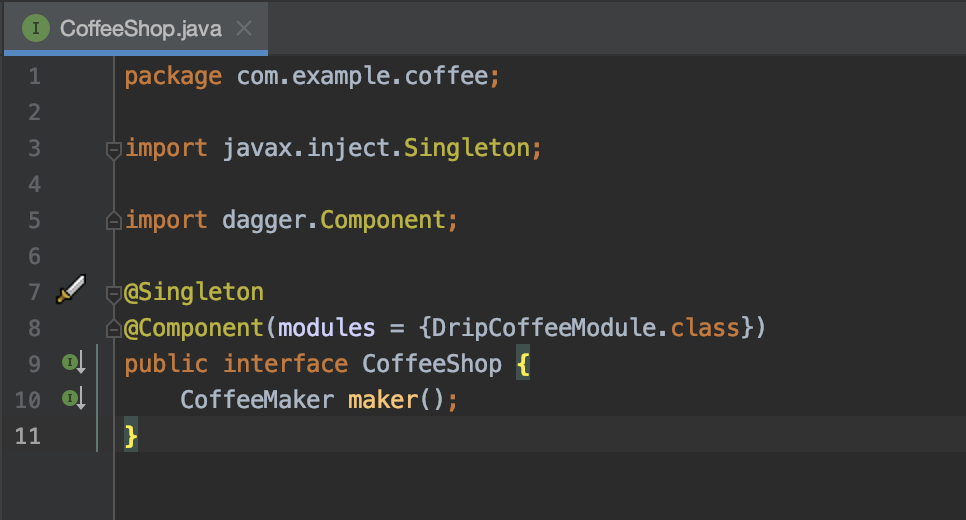 CoffeeShop.java
1 package com.example.coffee;
2
3 import javax.inject.Singleton;
4
5 import dagger.Component;
6
7 @Singleton
8 @Component(modules = {DripCoffeeModule.class})
9 public interface CoffeeShop {
10     CoffeeMaker maker();
11 }